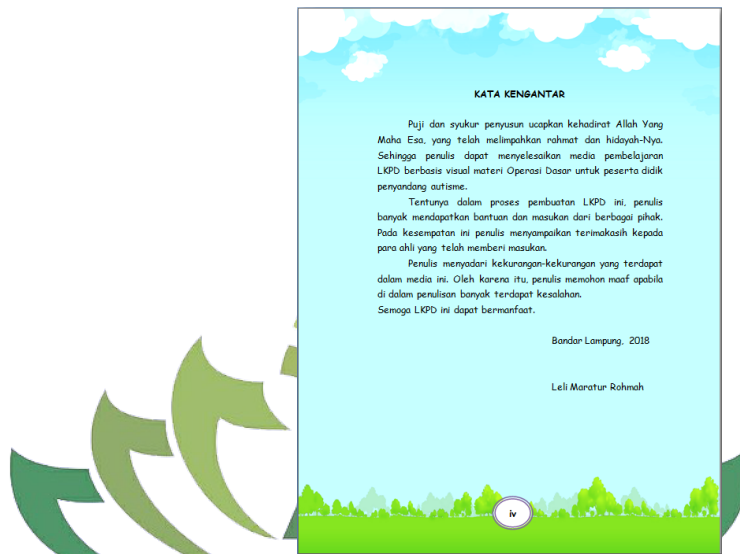 KATA KENGANTAR
Puji dan syukur penyusun ucapkan kehadirat Allah Yang
Maha Esa, yang telah melimpahkan rahmat dan hidayah-Nya.
Sehingga penulis dapat menyelesaikan media pembelajaran
LKPD berbasis visual materi Operasi Dasar untuk peserta didik
penyandang autisme.
Tentunya dalam proses pembuatan LKPD ini, penulis
banyak mendapatkan bantuan dan masukan dari berbagai pihak.
Pada kesempatan ini penulis menyampaikan terimakasih kepada
para ahli yang telah memberi masukan.
Penulis menyadari kekurangan-kekurangan yang terdapat
dalam media ini. Oleh karena itu, penulis memohon maaf apabila
di dalam penulisan banyak terdapat kesalahan.
Semoga LKPD ini dapat bermanfaat.
Bandar Lampung, 2018
Leli Maratur Rohmah
iv